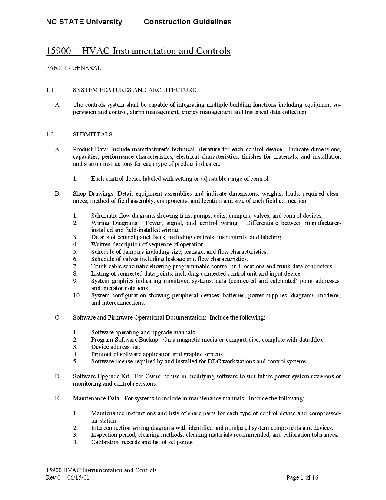 NC STATE University Construction Guidelines
15900 – HVAC Instrumentation and Controls
PART 1 - GENERAL
1.1 SYSTEM FEATURES AND ARCHITECTURE
A. The controls system shall be capable of integrating multiple building functions including equipment su-
pervision and control, alarm management, energy management and historical data collection.
SUBMITTALS
A. Product Data: Include manufacturer's technical literature for each control device. Indicate dimensions,
capacities, performance characteristics, electrical characteristics, finishes for materials, and installation
and startup instructions for each type of product indicated.
1. Each control device labeled with setting or adjustable range of control.
B. Shop Drawings: Detail equipment assemblies and indicate dimensions, weights, loads, required clear-
ances, method of field assembly, components, and location and size of each field connection.
1. Schematic flow diagrams showing fans, pumps, coils, dampers, valves, and control devices.
2. Wiring Diagrams: Power, signal, and control wiring. Differentiate between manufacturer-
installed and field-installed wiring.
3. Details of control panel faces, including controls, instruments, and labeling.
4. Written description of sequence of operation.
5. Schedule of dampers including size, leakage, and flow characteristics.
6. Schedule of valves including leakage and flow characteristics.
7. Trunk cable schematic showing programmable control unit locations and trunk data conductors.
8. Listing of connected data points, including connected control unit and input device.
9. System graphics indicating monitored systems, data (connected and calculated) point addresses,
and operator notations.
10. System configuration showing peripheral devices, batteries, power supplies, diagrams, modems,
and interconnections.
C. Software and Firmware Operational Documentation: Include the following:
1. Software operating and upgrade manuals.
2. Program Software Backup: On a magnetic media or compact disc, complete with data files.
3. Device address list.
4. Printout of software application and graphic screens.
5. Software license required by and installed for DDC workstations and control systems.
D. Software Upgrade Kit: For Owner to use in modifying software to suit future power system revisions or
monitoring and control revisions.
E. Maintenance Data: For systems to include in maintenance manuals. Include the following:
1. Maintenance instructions and lists of spare parts for each type of control device and compressed-
air station.
2. Interconnection wiring diagrams with identified and numbered system components and devices.
3. Inspection period, cleaning methods, cleaning materials recommended, and calibration tolerances.
4. Calibration records and list of set points.
15900 HVAC Instrumentation and Controls
Page 1 of 16